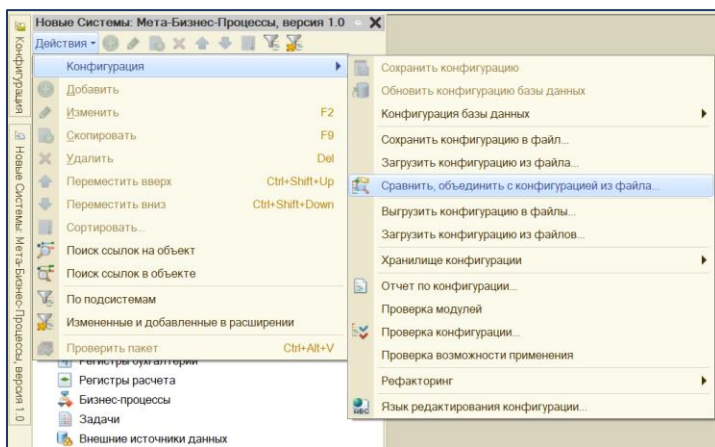 Новые Системы: Мета-Бизнес-Процессы, версия 1.0
Действия
Конфигурация
Добавить
Изменить F2
Скопировать F9
Удалить Del
Переместить вверх Ctrl+Shift+Up
Переместить вниз Ctrl+Shift+Down
Сортировать...
Поиск ссылок на объект
Поиск ссылок в объекте
По подсистемам
Измененные и добавленные в расширении
Проверить пакет Ctrl+Alt+V
Регистры бухгалтерии
Регистры расчета
Бизнес-процессы
Задачи
Внешние источники данных
Сохранить конфигурацию
Обновить конфигурацию базы данных
Конфигурация базы данных
Сохранить конфигурацию в файл...
Загрузить конфигурацию из файла...
Сравнить, объединить с конфигурацией из файла...
Выгрузить конфигурацию в файлы...
Загрузить конфигурацию из файлов...
Хранилище конфигурации
Отчет по конфигурации...
Проверка модулей
Проверка конфигурации...
Проверка возможности применения
Рефакторинг
Язык редактирования конфигурации...
Конфигурация
Новые Системы: Мета-Бизнес-Процессы, версия 1.0